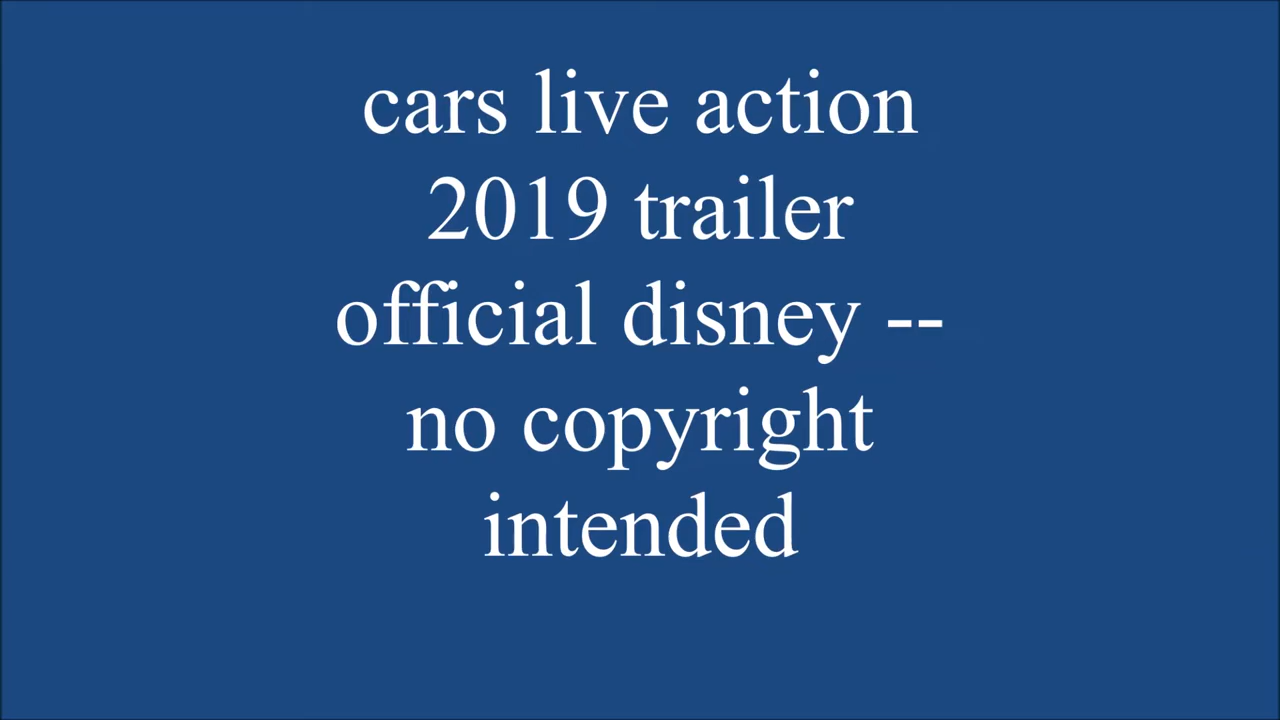 cars live action
2019 trailer
official disney --
no copyright
intended